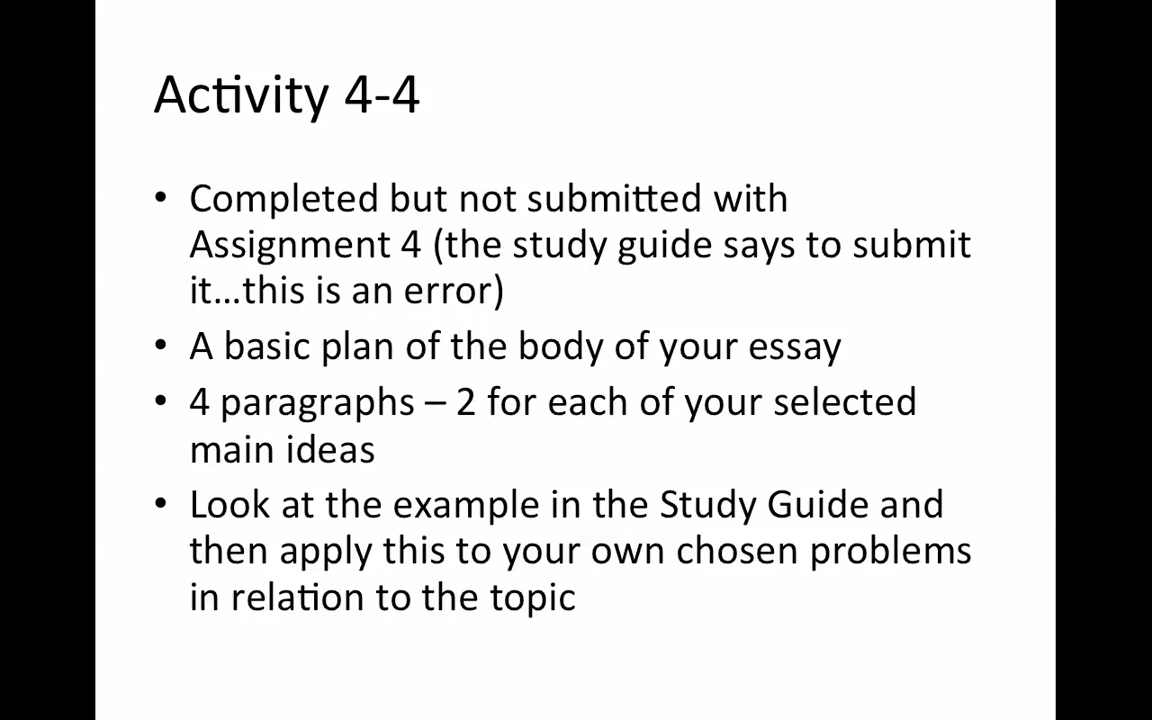 Activity 4-4
• Completed but not submitted with
Assignment 4 (the study guide says to submit
it...this is an error)
• A basic plan of the body of your essay
• 4 paragraphs – 2 for each of your selected
main ideas
• Look at the example in the Study Guide and
then apply this to your own chosen problems
in relation to the topic